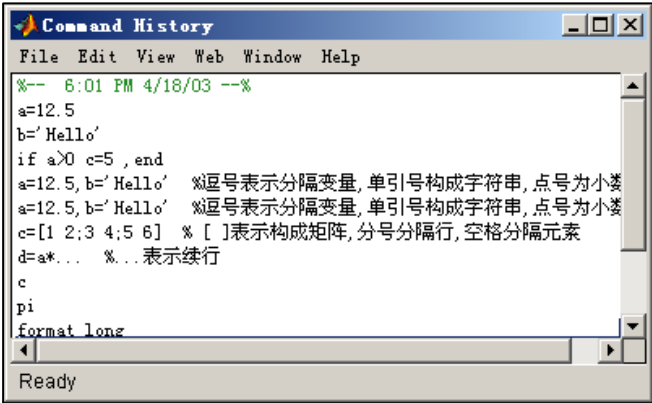 Command History
File Edit View Web Window Help
%-- 6:01 PM 4/18/03 --%
a=12.5
b='Hello'
if a>0 c=5 ,end
a=12.5,b='Hello' %逗号表示分隔变量,单引号构成字符串,点号为小数
a=12.5,b='Hello' %逗号表示分隔变量,单引号构成字符串,点号为小数
c=[1 2;3 4;5 6] % [ ]表示构成矩阵,分号分隔行,空格分隔元素
d=a*... %...表示续行
c
pi
format long
Ready